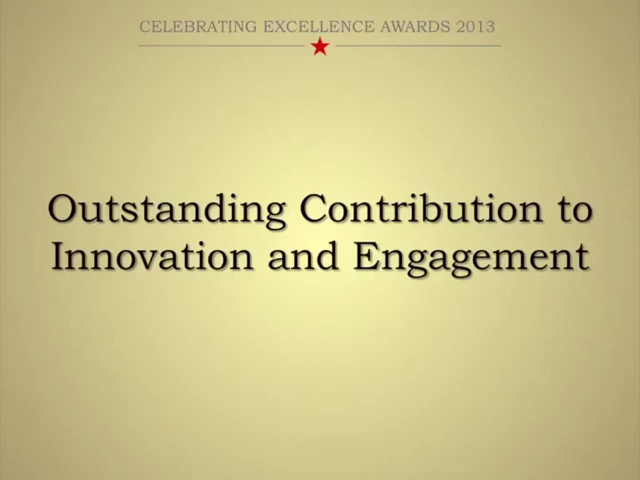 CELEBRATING EXCELLENCE AWARDS 2013
Outstanding Contribution to
Innovation and Engagement